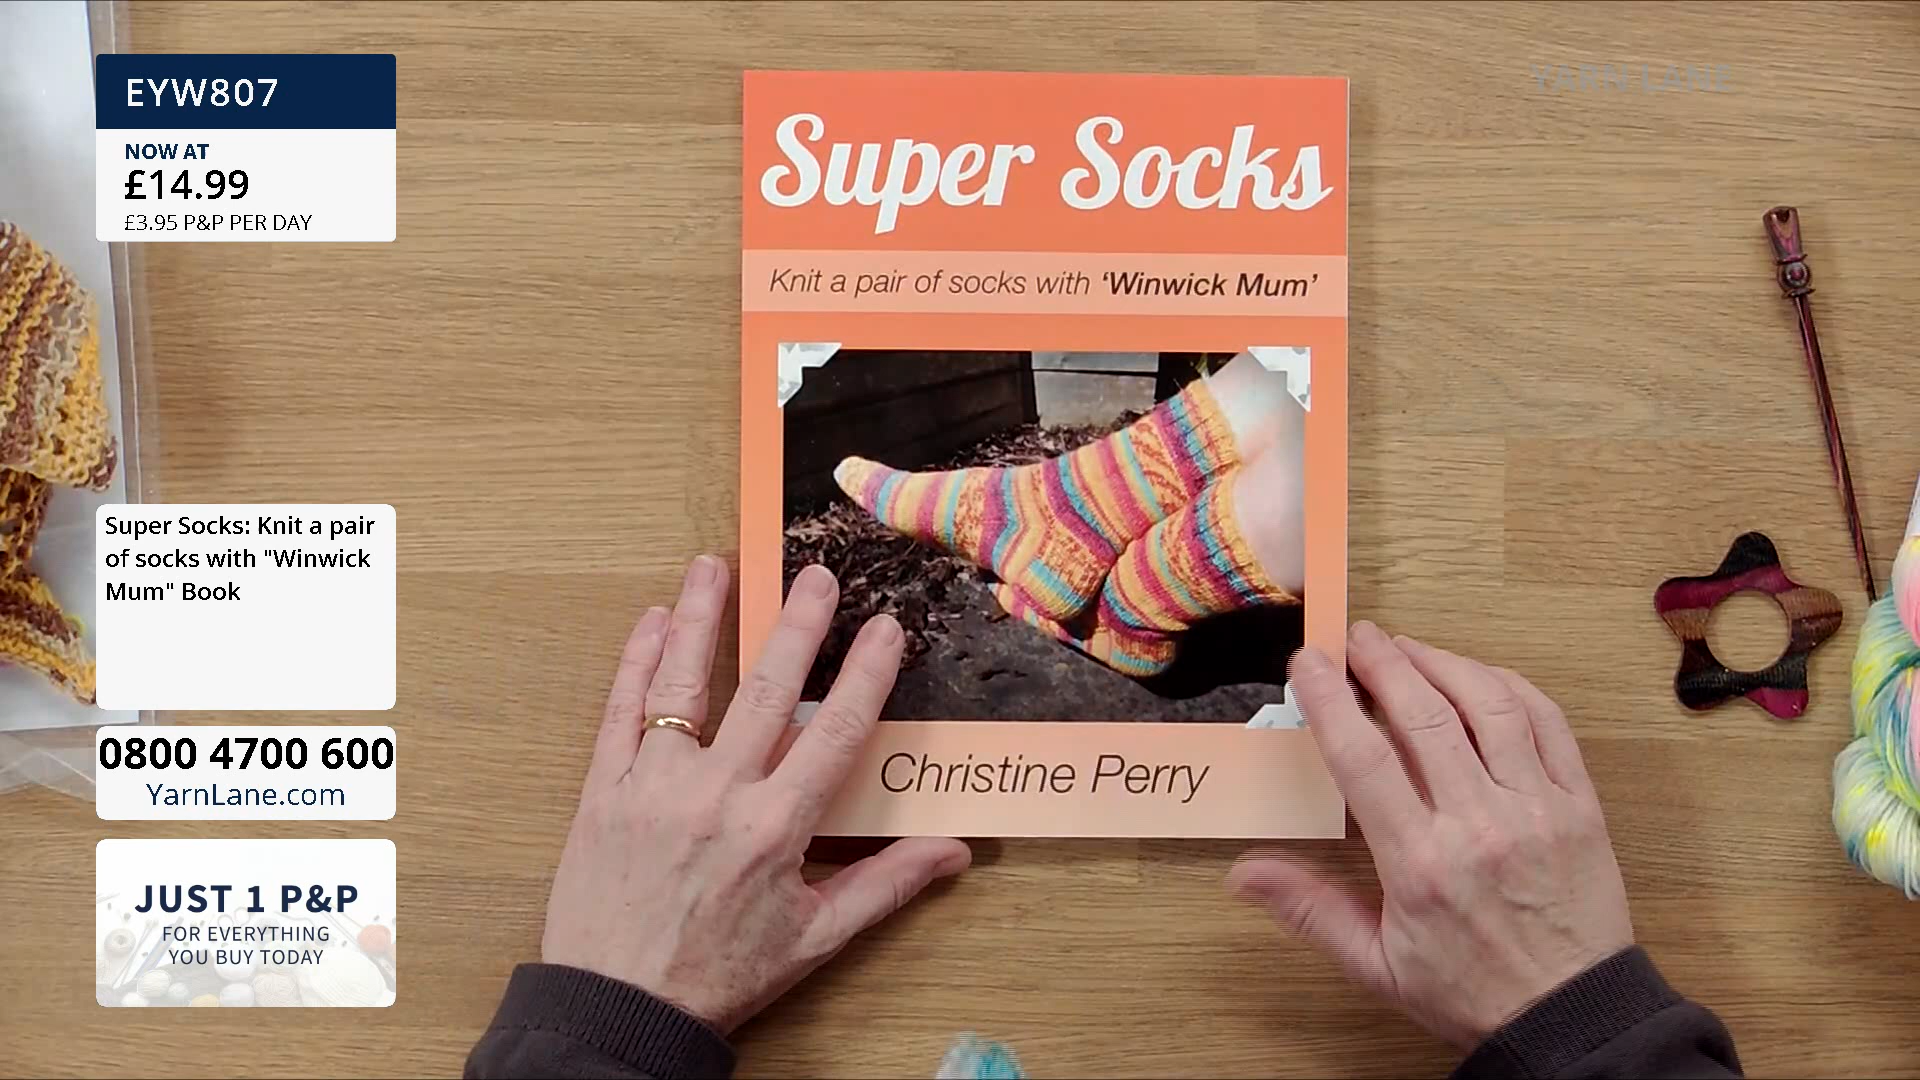 EYW807
NOW AT
£14.99
£3.95 P&P PER DAY
Super Socks: Knit a pair
of socks with "Winwick
Mum" Book
0800 4700 600
YarnLane.com
JUST 1 P&P
FOR EVERYTHING
YOU BUY TODAY
Super Socks
Knit a pair of socks with ‘Winwick Mum’
Christine Perry
YARN LANE